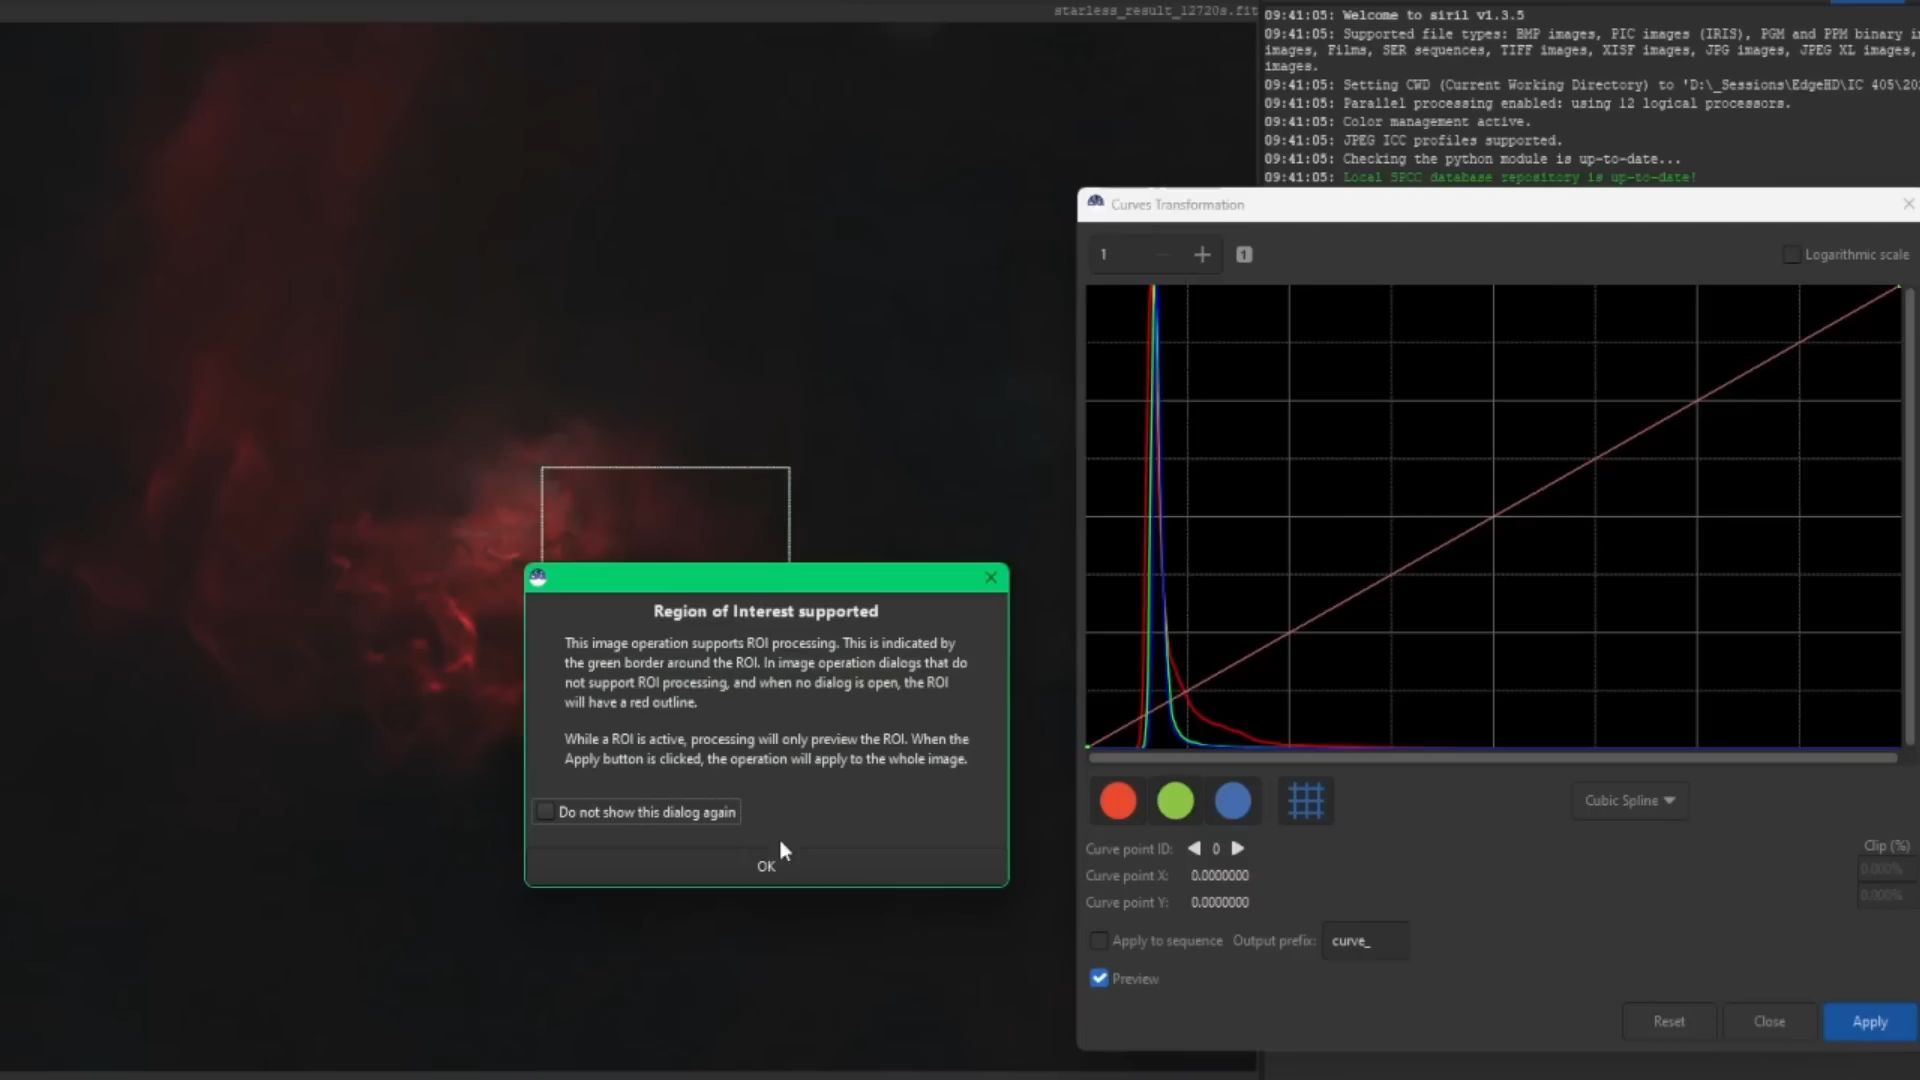 starless_result_12720s.fit
09:41:05: Welcome to siril v1.3.5
09:41:05: Supported file types: BMP images, PIC images (IRIS), PGM and PPM binary
images, Films, SER sequences, TIFF images, XISF images, JPG images, JPEG XL images,
images.
09:41:05: Setting CWD (Current Working Directory) to 'D:\_Sessions\EdgeHD\IC 405\20
09:41:05: Parallel processing enabled: using 12 logical processors.
09:41:05: Color management active.
09:41:05: JPEG ICC profiles supported.
09:41:05: Checking the python module is up-to-date...
09:41:05: Local SPCC database repository is up-to-date!
Curves Transformation
1
1
Logarithmic scale
Region of Interest supported
This image operation supports ROI processing. This is indicated by
the green border around the ROI. In image operation dialogs that do
not support ROI processing, and when no dialog is open, the ROI
will have a red outline.
While a ROI is active, processing will only preview the ROI. When the
Apply button is clicked, the operation will apply to the whole image.
Do not show this dialog again
OK
Cubic Spline
Curve point ID: 0
Clip (%)
Curve point X: 0.0000000
0.000%
Curve point Y: 0.0000000
0.000%
Apply to sequence Output prefix: curve_
Preview
Reset Close Apply